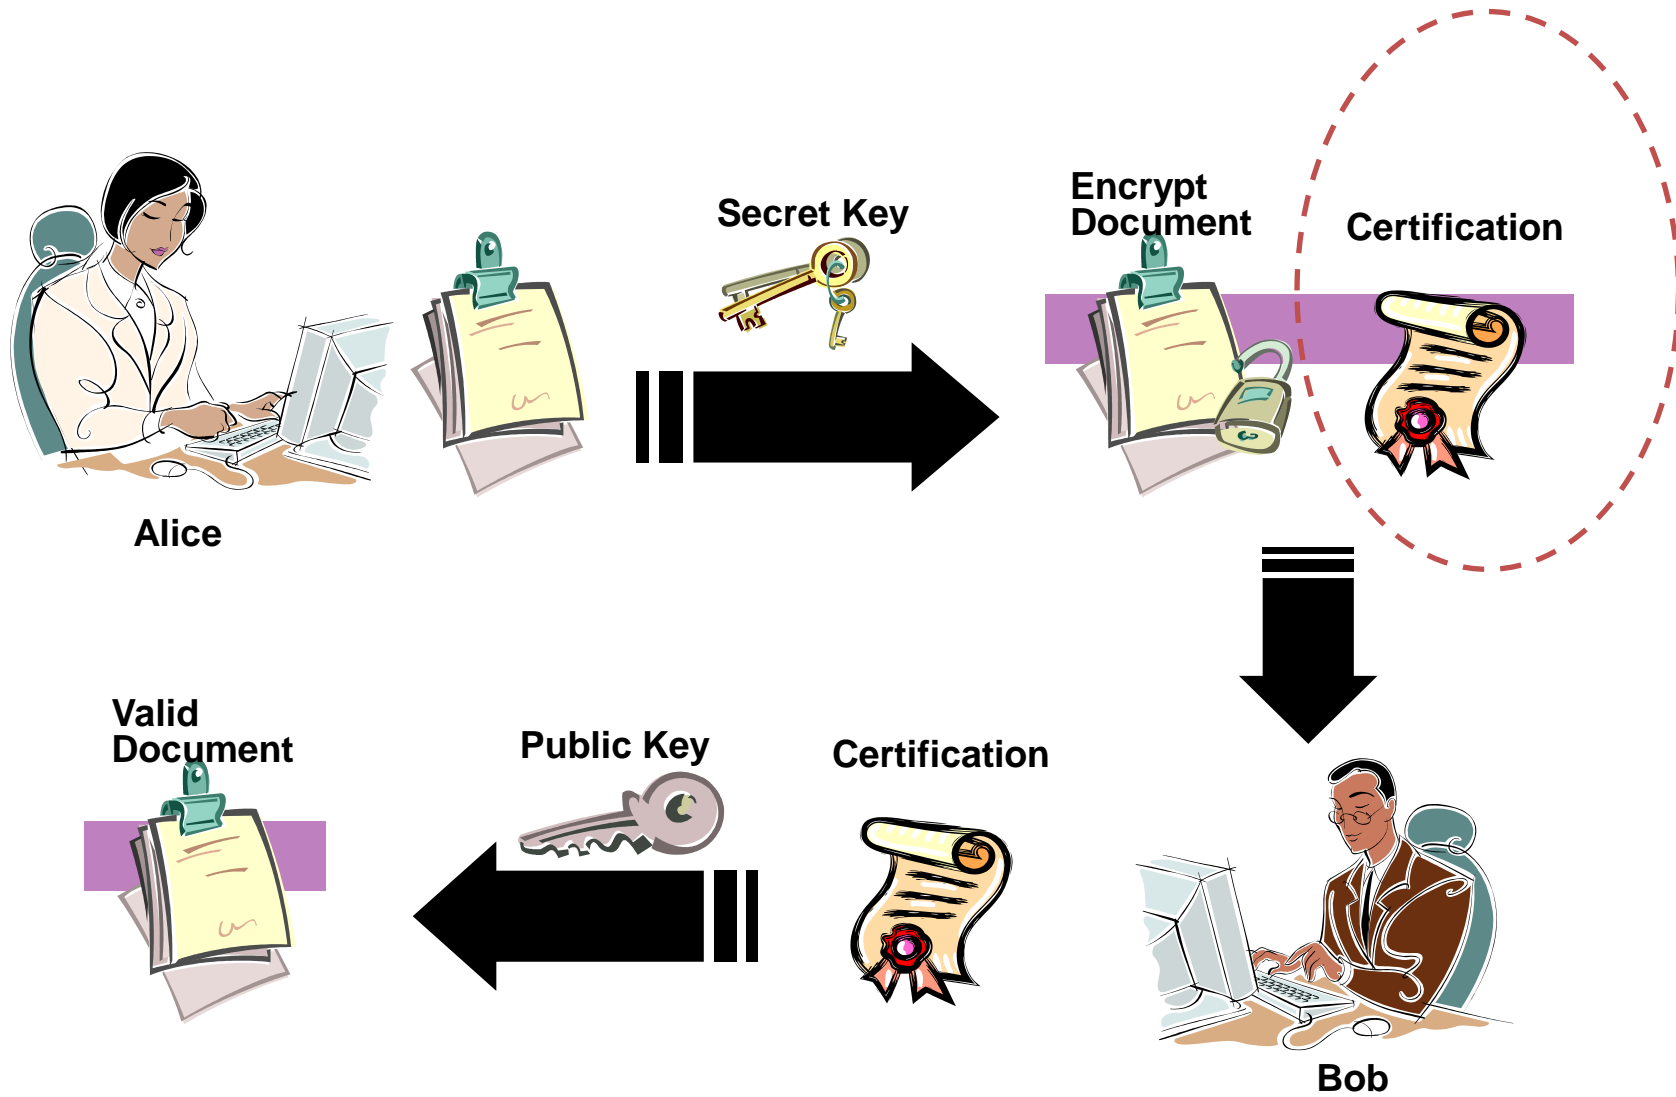 Secret Key
Encrypt
Document
Certification
Alice
Valid
Document
Public Key
Certification
Bob